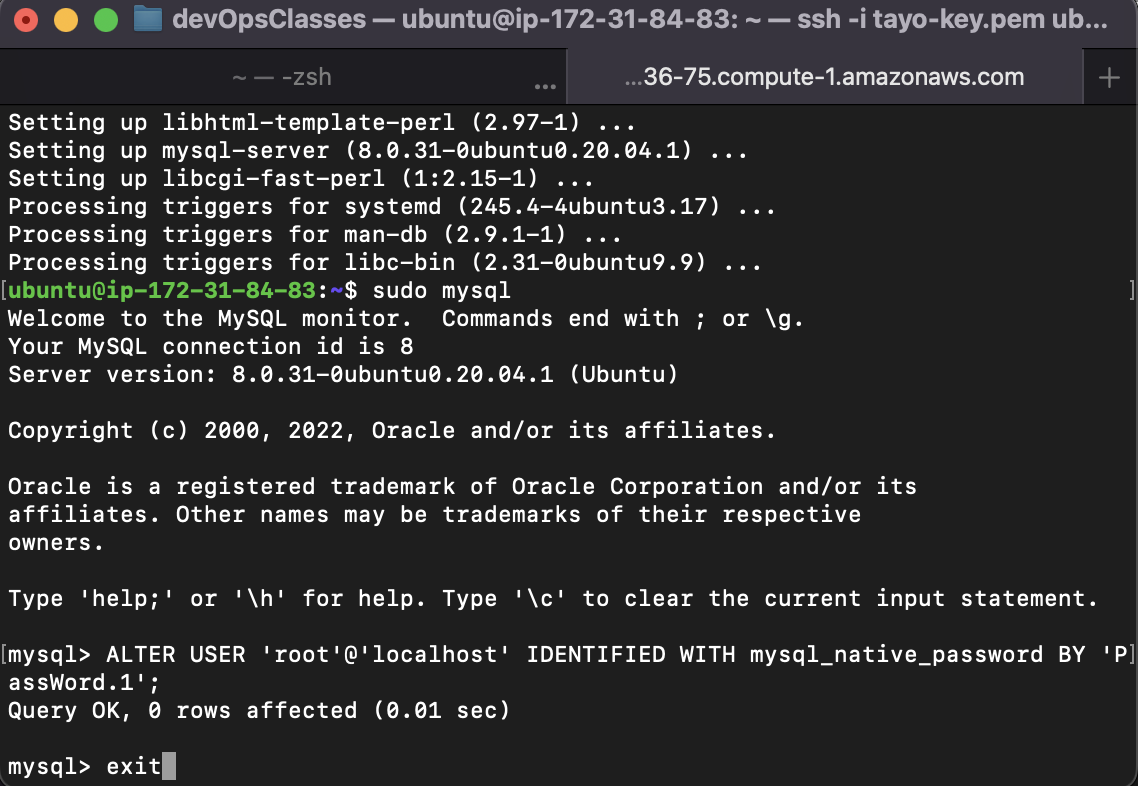 devOpsClasses — ubuntu@ip-172-31-84-83: ~ — ssh -i tayo-key.pem ub...
~ — -zsh ...
...36-75.compute-1.amazonaws.com +
Setting up libhtml-template-perl (2.97-1) ...
Setting up mysql-server (8.0.31-0ubuntu0.20.04.1) ...
Setting up libcgi-fast-perl (1:2.15-1) ...
Processing triggers for systemd (245.4-4ubuntu3.17) ...
Processing triggers for man-db (2.9.1-1) ...
Processing triggers for libc-bin (2.31-0ubuntu9.9) ...
[ubuntu@ip-172-31-84-83:~$ sudo mysql ]
Welcome to the MySQL monitor.  Commands end with ; or \g.
Your MySQL connection id is 8
Server version: 8.0.31-0ubuntu0.20.04.1 (Ubuntu)
Copyright (c) 2000, 2022, Oracle and/or its affiliates.
Oracle is a registered trademark of Oracle Corporation and/or its
affiliates. Other names may be trademarks of their respective
owners.
Type 'help;' or '\h' for help. Type '\c' to clear the current input statement.
[mysql> ALTER USER 'root'@'localhost' IDENTIFIED WITH mysql_native_password BY 'P]
assWord.1';
Query OK, 0 rows affected (0.01 sec)
mysql> exit